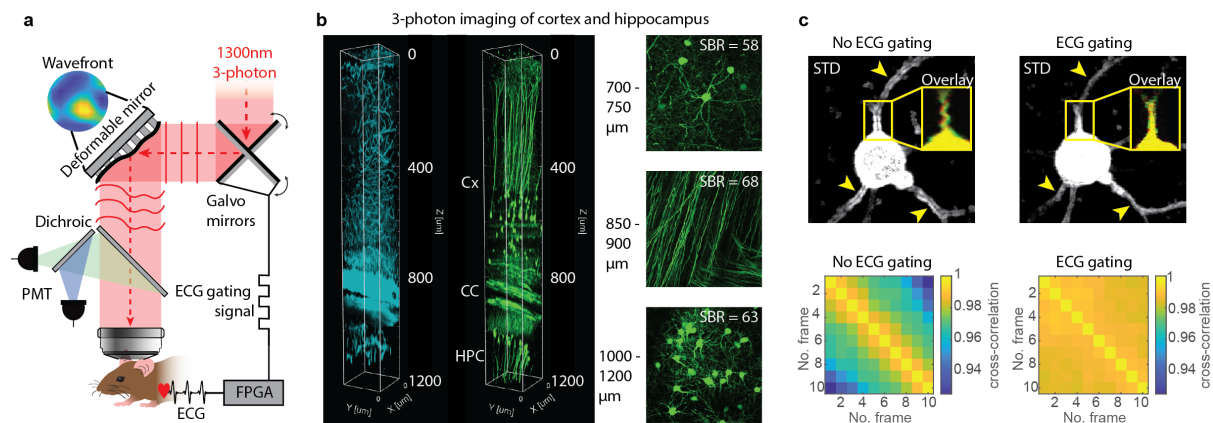 a
Wavefront
Deformable mirror
1300nm
3-photon
Galvo
mirrors
Dichroic
PMT
ECG gating
signal
ECG
FPGA
b
3-photon imaging of cortex and hippocampus
0
400
800
1200
Z [um]
Y [um]
0
X [um]
0
Cx
CC
HPC
0
400
800
1200
Z [um]
Y [um]
0
X [um]
0
700 -
750
µm
SBR = 58
850 -
900
µm
SBR = 68
1000 -
1200
µm
SBR = 63
c
No ECG gating
STD
Overlay
ECG gating
STD
Overlay
No ECG gating
No. frame
2
4
6
8
10
2 4 6 8 10
No. frame
1
0.98
0.96
0.94
cross-correlation
ECG gating
No. frame
2
4
6
8
10
2 4 6 8 10
No. frame
1
0.98
0.96
0.94
cross-correlation